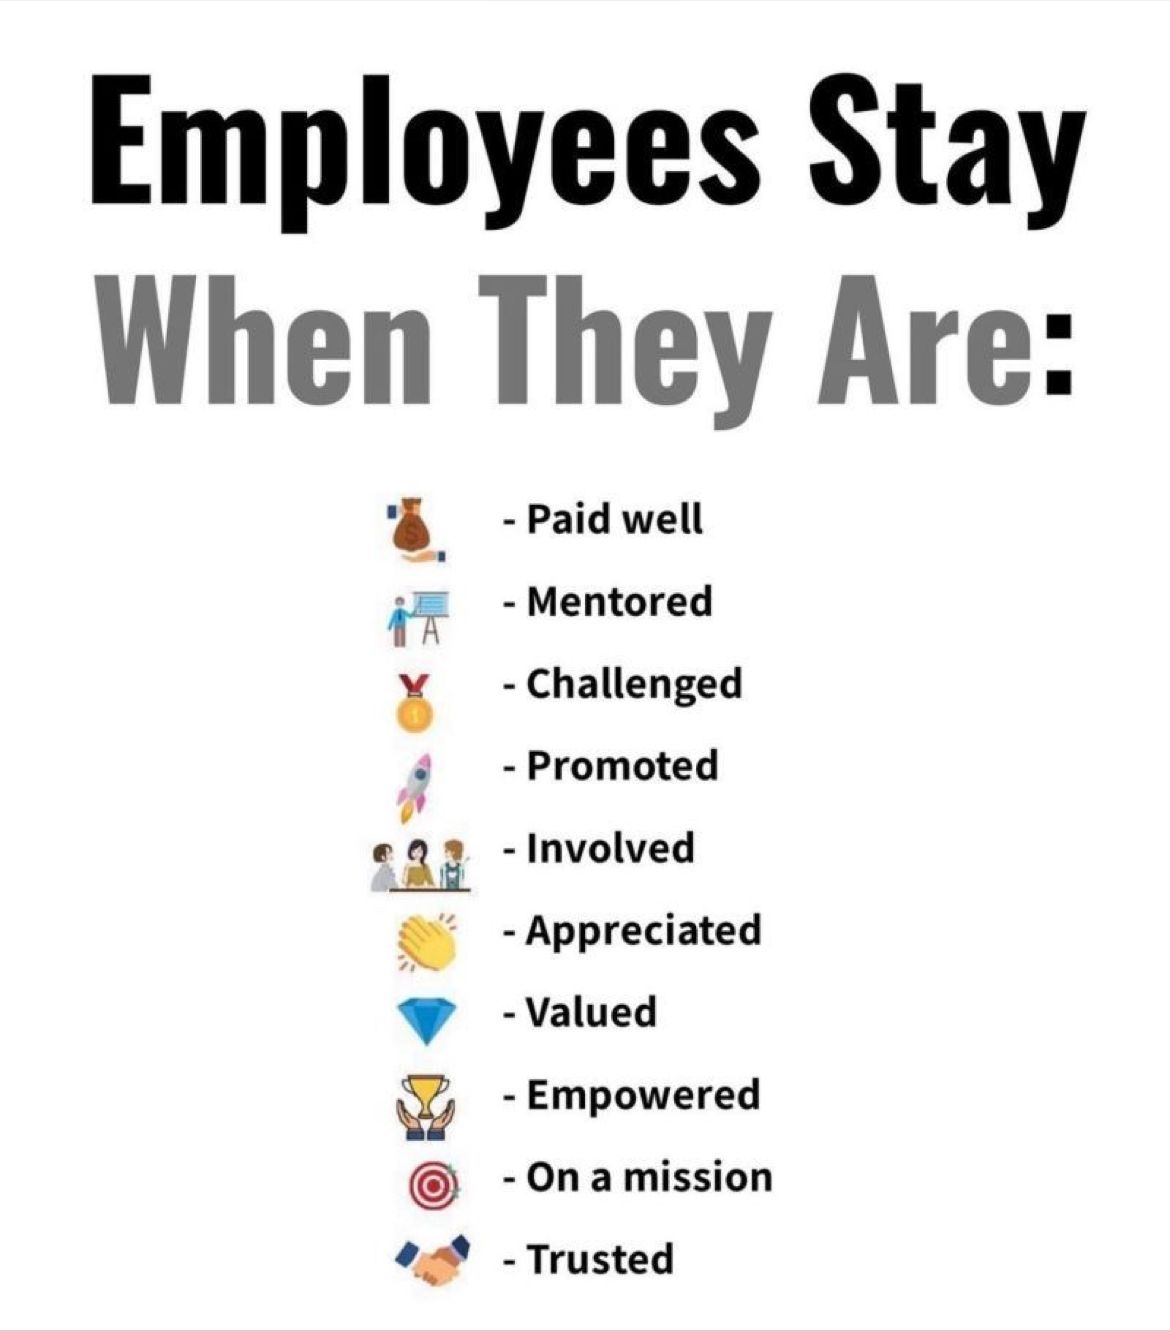 Employees Stay
When They Are:
- Paid well
- Mentored
- Challenged
- Promoted
- Involved
- Appreciated
- Valued
- Empowered
- On a mission
- Trusted